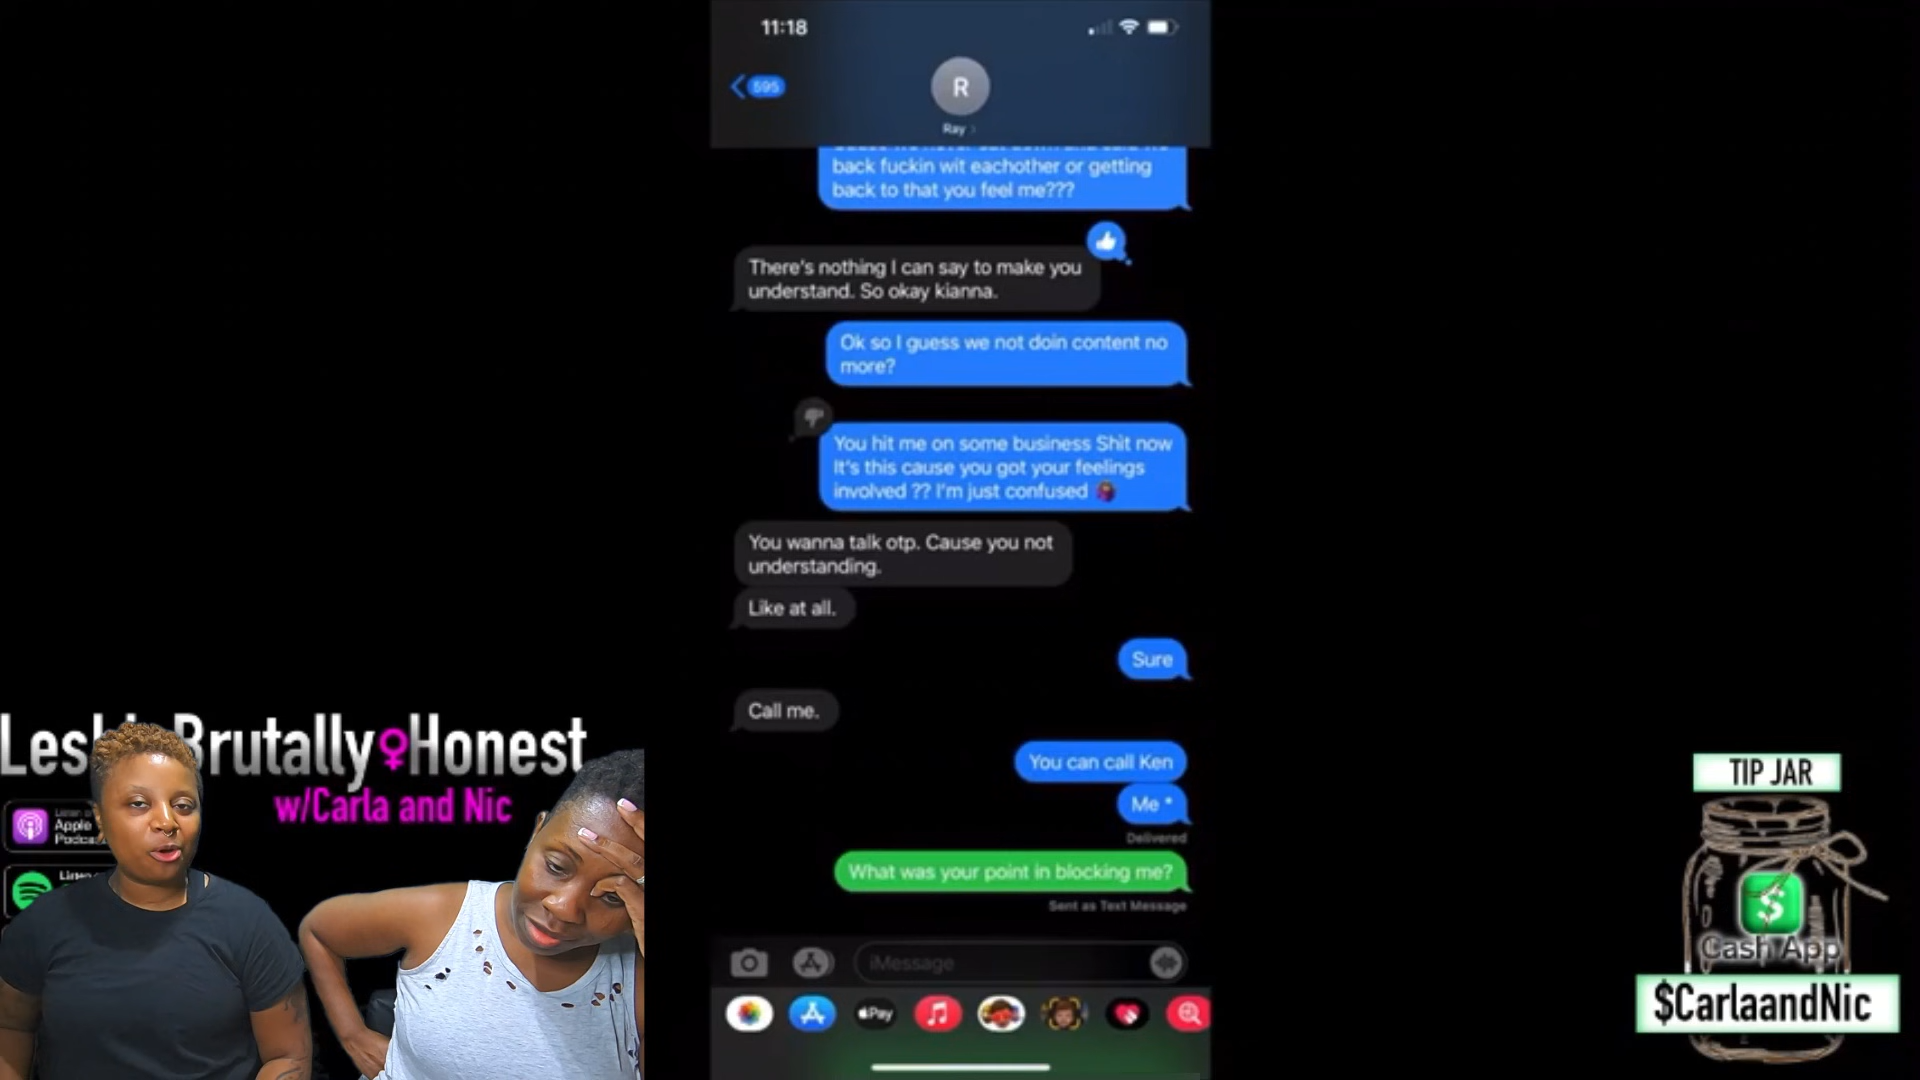 11:18
595
R
Ray
back fuckin wit eachother or getting
back to that you feel me???
There's nothing I can say to make you
understand. So okay kianna.
Ok so I guess we not doin content no
more?
You hit me on some business Shit now
It's this cause you got your feelings
involved ?? I'm just confused
You wanna talk otp. Cause you not
understanding.
Like at all.
Sure
Call me.
You can call Ken
Me *
Delivered
What was your point in blocking me?
Sent as Text Message
iMessage
Pay
Brutally Honest
w/Carla and Nic
Apple
TIP JAR
$
Cash App
$CarlaandNic